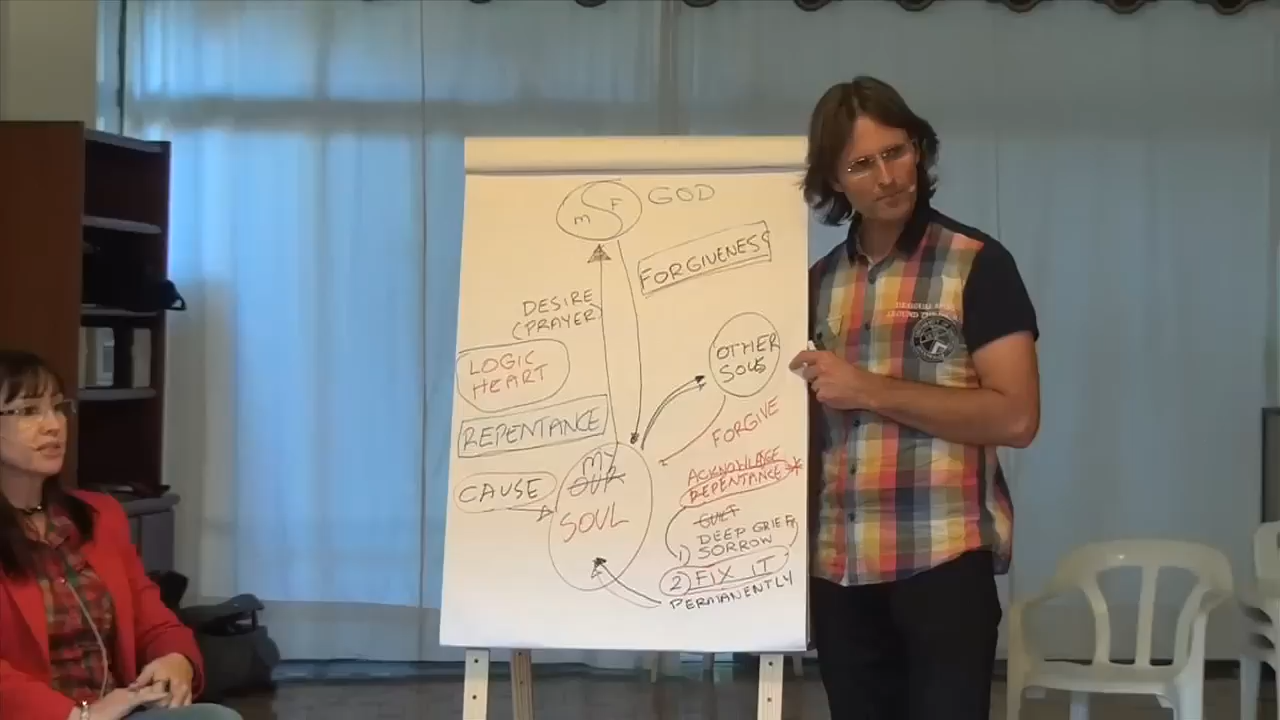 M F GOD
FORGIVENESS
DESIRE
(PRAYER)
LOGIC
HEART
OTHER
SOULS
REPENTANCE
FORGIVE
MY
OUR
CAUSE
SOUL
ACKNOWLAGE
REPENTANCE *
GUILT
DEEP GRIEF
1) SORROW
2) FIX IT
PERMANENTLY